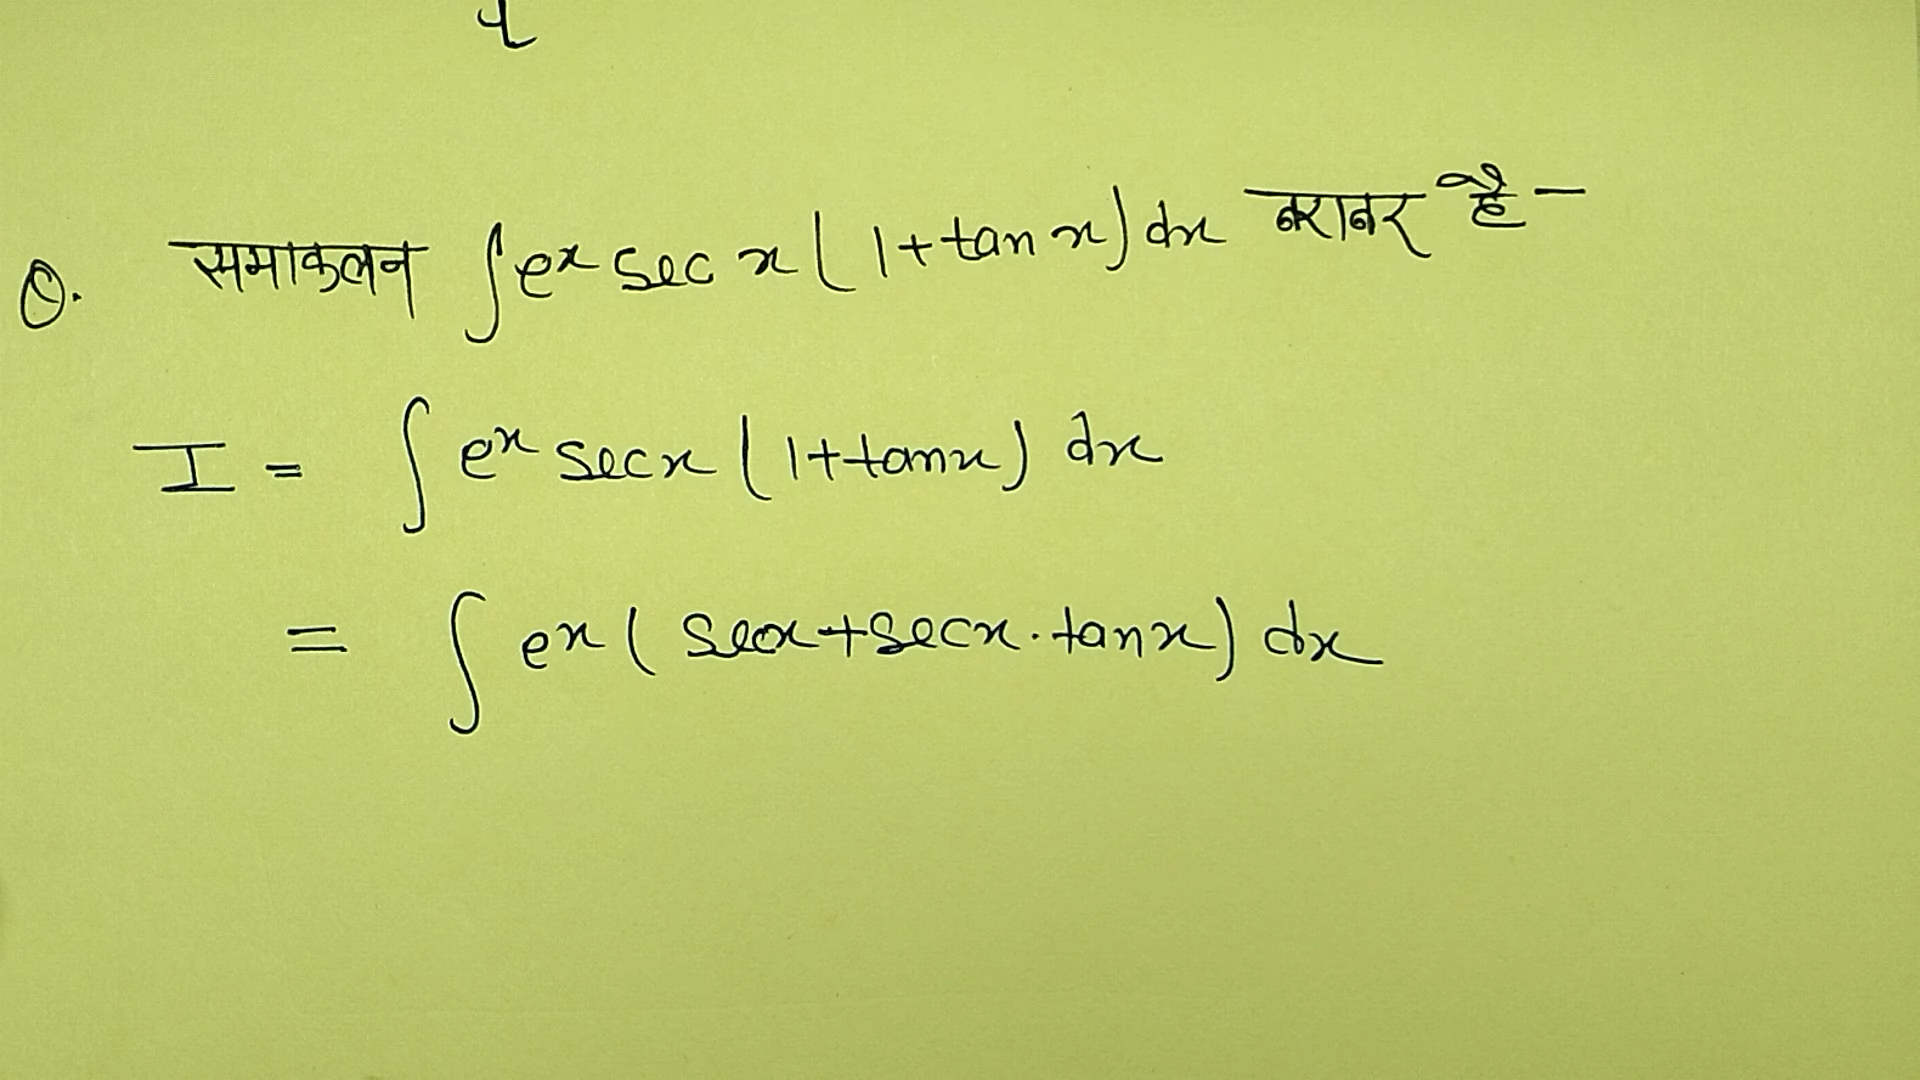 Q. समाकलन ∫eˣ sec x (1+tan x) dx बराबर है -
I = ∫ eˣ secx (1+tanx) dx
= ∫ eˣ (secx+secx·tanx) dx